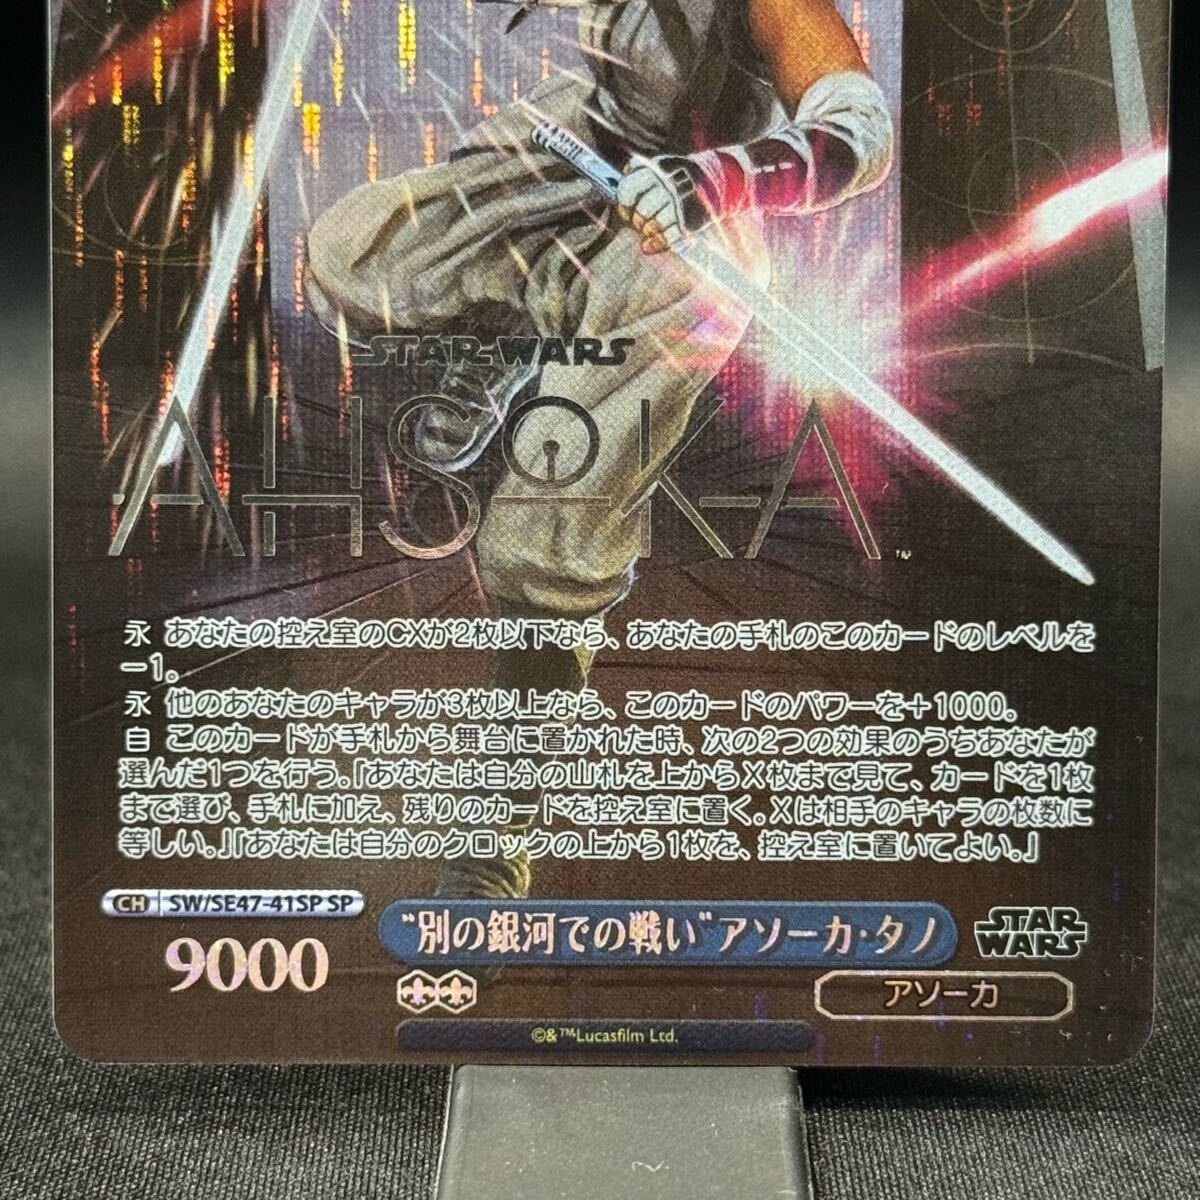 STAR WARS
AHSOKA
TM
永 あなたの控え室のCXが2枚以下なら、あなたの手札のこのカードのレベルを
－1。
永 他のあなたのキャラが3枚以上なら、このカードのパワーを＋1000。
自 このカードが手札から舞台に置かれた時、次の2つの効果のうちあなたが
選んだ1つを行う。「あなたは自分の山札を上からX枚まで見て、カードを1枚
まで選び、手札に加え、残りのカードを控え室に置く。Xは相手のキャラの枚数に
等しい。」「あなたは自分のクロックの上から1枚を、控え室に置いてよい。」
CH SW/SE47-41SP SP
9000
“別の銀河での戦い”アソーカ・タノ
STAR
WARS
アソーカ
©&™Lucasfilm Ltd.